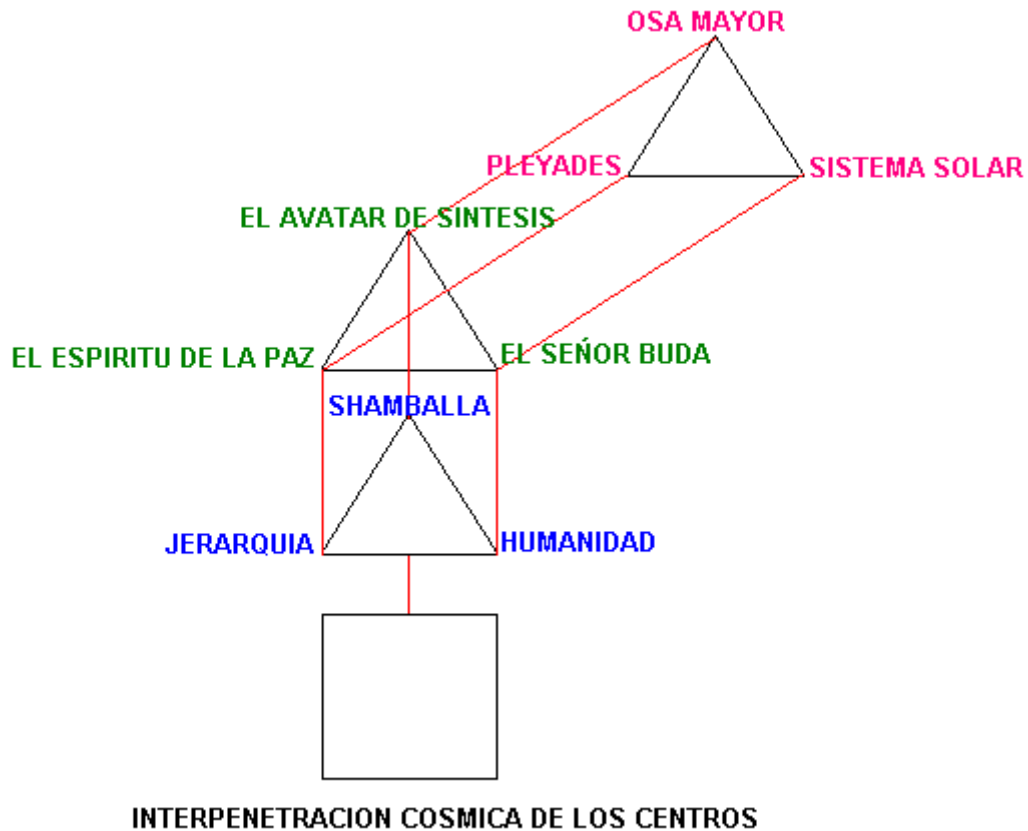 OSA MAYOR
PLEYADES
SISTEMA SOLAR
EL AVATAR DE SINTESIS
EL ESPIRITU DE LA PAZ
EL SEŃOR BUDA
SHAMBALLA
JERARQUIA
HUMANIDAD
INTERPENETRACION COSMICA DE LOS CENTROS